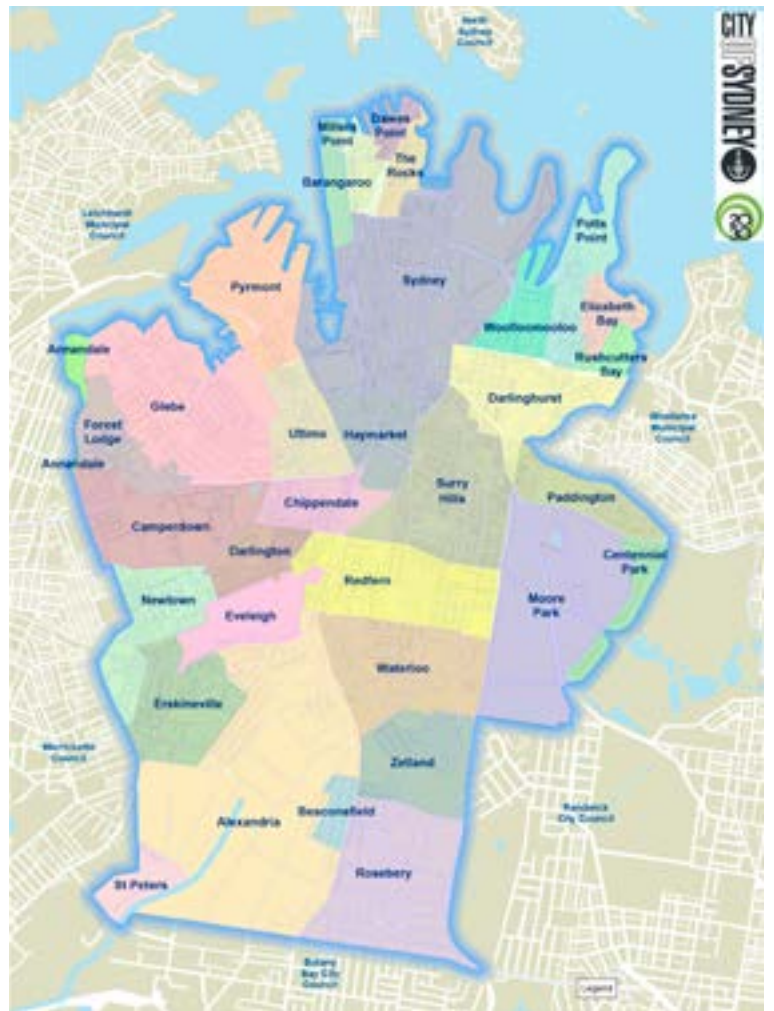 CITY OF SYDNEY
North
Sydney
Council
Dawes
Point
Millers
Point
The
Rocks
Barangaroo
Leichhardt
Municipal
Council
Potts
Point
Pyrmont
Sydney
Elizabeth
Bay
Woolloomooloo
Rushcutters
Bay
Annandale
Darlinghurst
Glebe
Forest
Lodge
Ultimo
Haymarket
Woollahra
Municipal
Council
Annandale
Surry
Hills
Paddington
Chippendale
Camperdown
Darlington
Centennial
Park
Redfern
Newtown
Moore
Park
Eveleigh
Waterloo
Erskineville
Marrickville
Council
Zetland
Beaconsfield
Alexandria
Randwick
City Council
Rosebery
St Peters
Botany
Bay City
Council
Legend